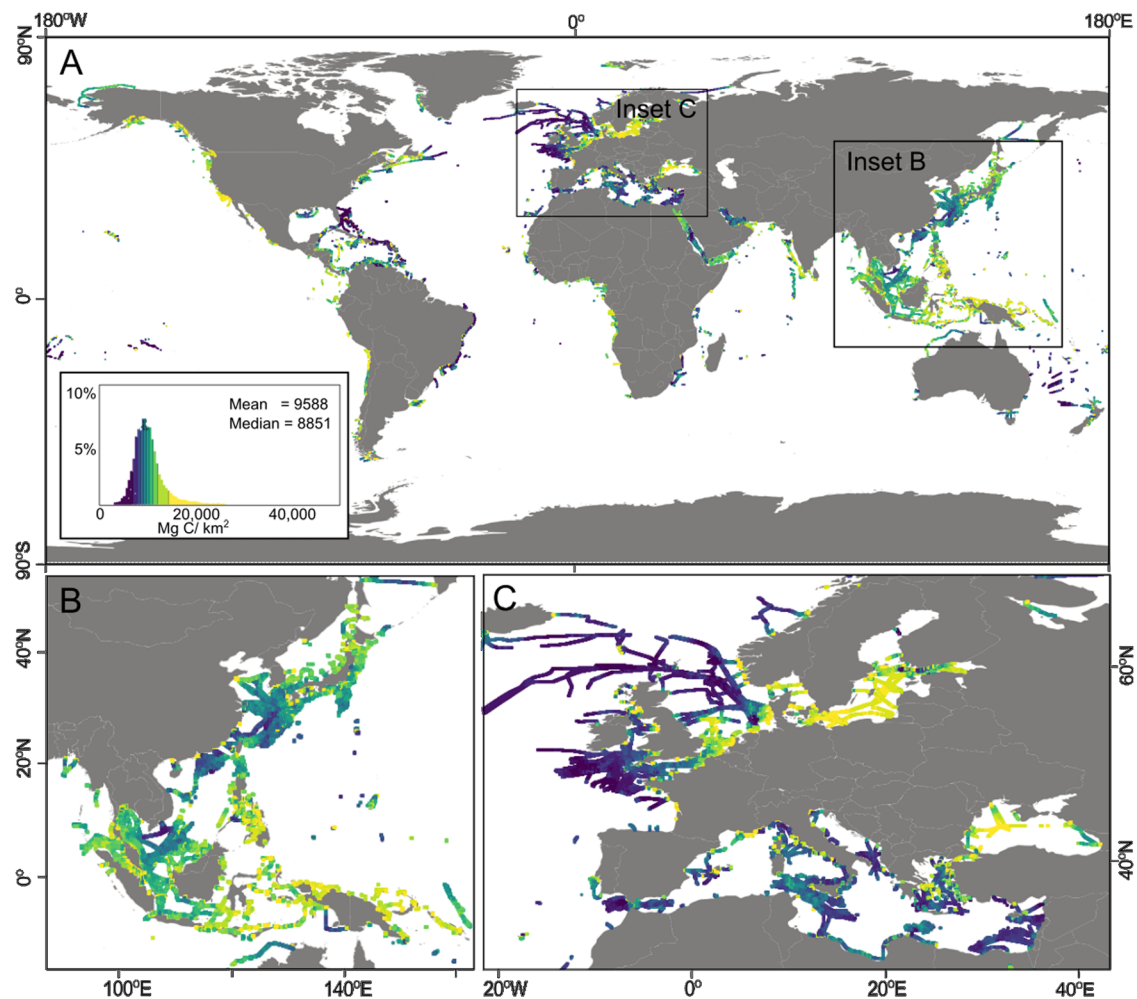 180ºW
0º
180ºE
90ºN
A
Inset C
Inset B
0º
10%
5%
Mean = 9588
Median = 8851
0
20,000
40,000
Mg C/ km²
90ºS
B
C
40ºN
20ºN
0º
60ºN
40ºN
100ºE
140ºE
20ºW
0º
20ºE
40ºE